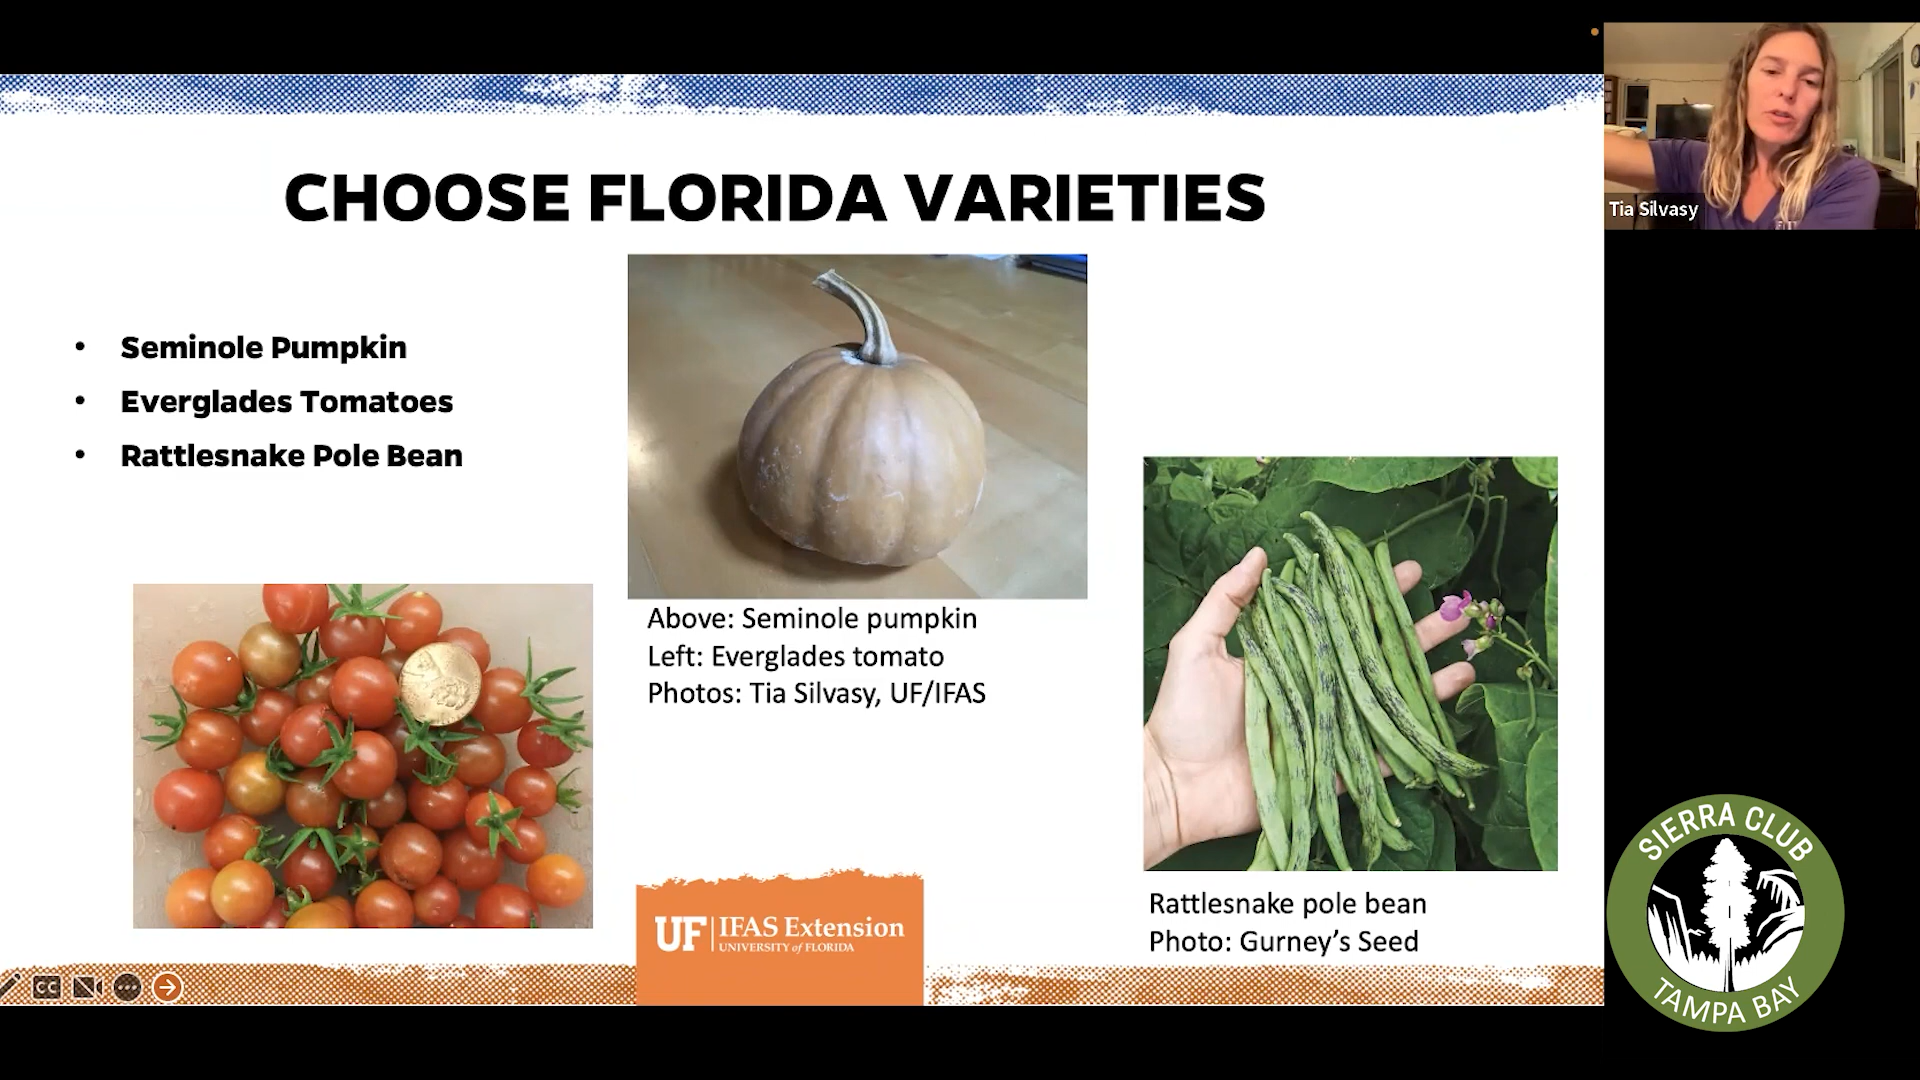 CHOOSE FLORIDA VARIETIES
• Seminole Pumpkin
• Everglades Tomatoes
• Rattlesnake Pole Bean
Above: Seminole pumpkin
Left: Everglades tomato
Photos: Tia Silvasy, UF/IFAS
Rattlesnake pole bean
Photo: Gurney's Seed
UF | IFAS Extension
UNIVERSITY of FLORIDA
CC
Tia Silvasy
SIERRA CLUB
TAMPA BAY